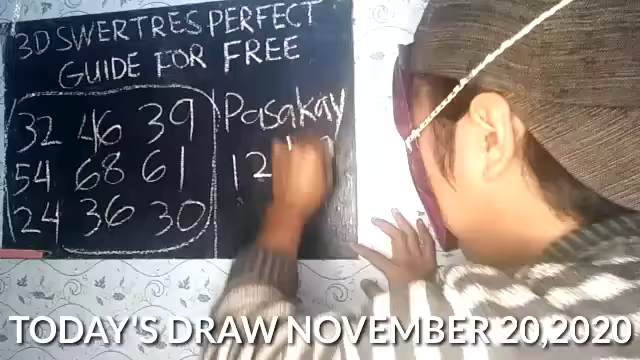 3D SWERTRES PERFECT
GUIDE FOR FREE
32 46 39
54 68 61
24 36 30
Pasakay
12
TODAY'S DRAW NOVEMBER 20,2020